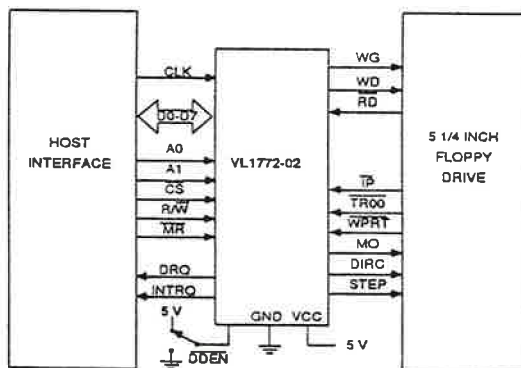 CLK
D0-D7
HOST
INTERFACE
A0
A1
CS
R/W
MR
DRQ
INTRQ
5 V
DDEN
VL1772-02
GND VCC
5 V
WG
WD
RD
IP
TR00
WPRT
MO
DIRC
STEP
5 1/4 INCH
FLOPPY
DRIVE